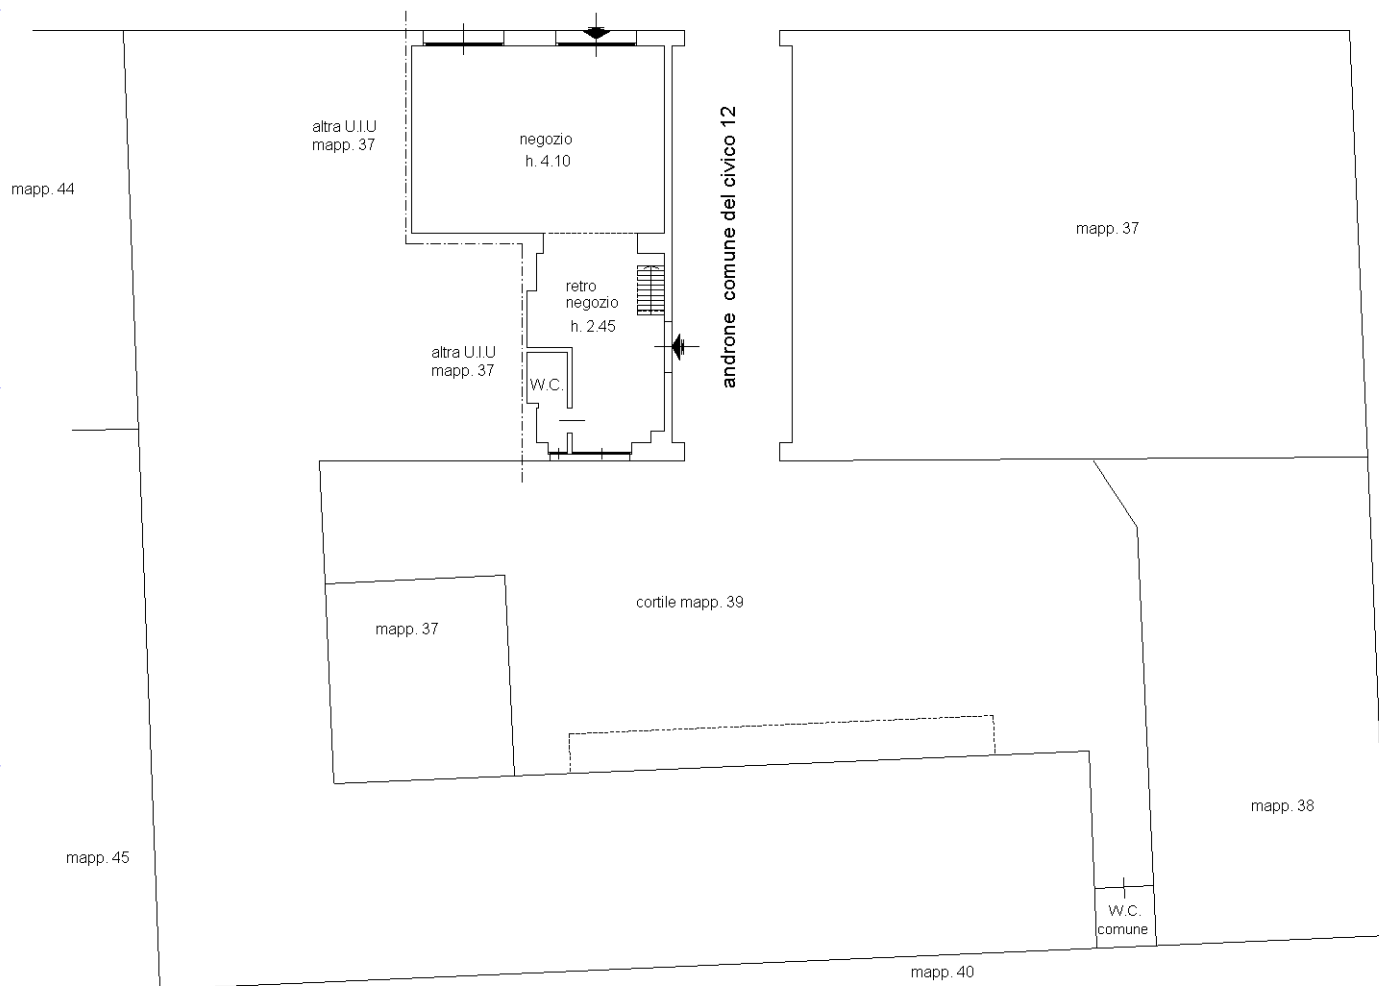 altra U.I.U
mapp. 37
negozio
h. 4.10
androne comune del civico 12
mapp. 44
mapp. 37
retro
negozio
h. 2.45
altra U.I.U
mapp. 37
W.C.
cortile mapp. 39
mapp. 37
mapp. 38
mapp. 45
W.C.
comune
mapp. 40